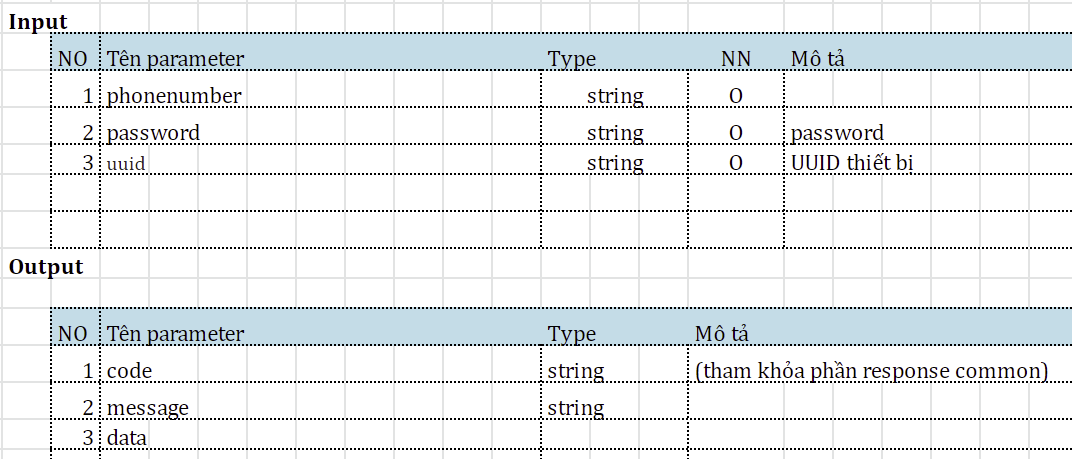 Input
NO Tên parameter Type NN Mô tả
1 phonenumber string O
2 password string O password
3 uuid string O UUID thiết bi
Output
NO Tên parameter Type Mô tả
1 code string (tham khỏa phần response common)
2 message string
3 data